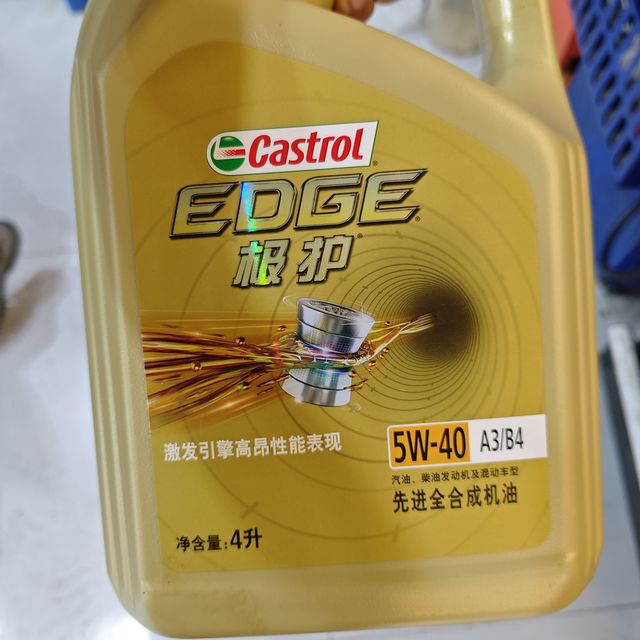 Castrol
EDGE
极护
激发引擎高昂性能表现
5W-40 A3/B4
汽油、柴油发动机及混动车型
先进全合成机油
净含量:4升